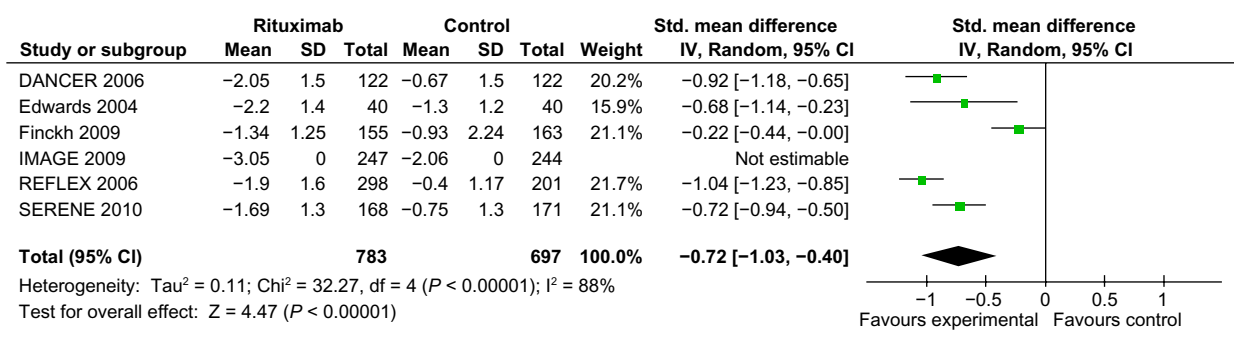 Rituximab Control Std. mean difference Std. mean difference
Study or subgroup Mean SD Total Mean SD Total Weight IV, Random, 95% CI IV, Random, 95% CI
DANCER 2006 −2.05 1.5 122 −0.67 1.5 122 20.2% −0.92 [−1.18, −0.65]
Edwards 2004 −2.2 1.4 40 −1.3 1.2 40 15.9% −0.68 [−1.14, −0.23]
Finckh 2009 −1.34 1.25 155 −0.93 2.24 163 21.1% −0.22 [−0.44, −0.00]
IMAGE 2009 −3.05 0 247 −2.06 0 244 Not estimable
REFLEX 2006 −1.9 1.6 298 −0.4 1.17 201 21.7% −1.04 [−1.23, −0.85]
SERENE 2010 −1.69 1.3 168 −0.75 1.3 171 21.1% −0.72 [−0.94, −0.50]
Total (95% CI) 783 697 100.0% −0.72 [−1.03, −0.40]
Heterogeneity: Tau² = 0.11; Chi² = 32.27, df = 4 (P < 0.00001); I² = 88%
Test for overall effect: Z = 4.47 (P < 0.00001)
−1 −0.5 0 0.5 1
Favours experimental Favours control